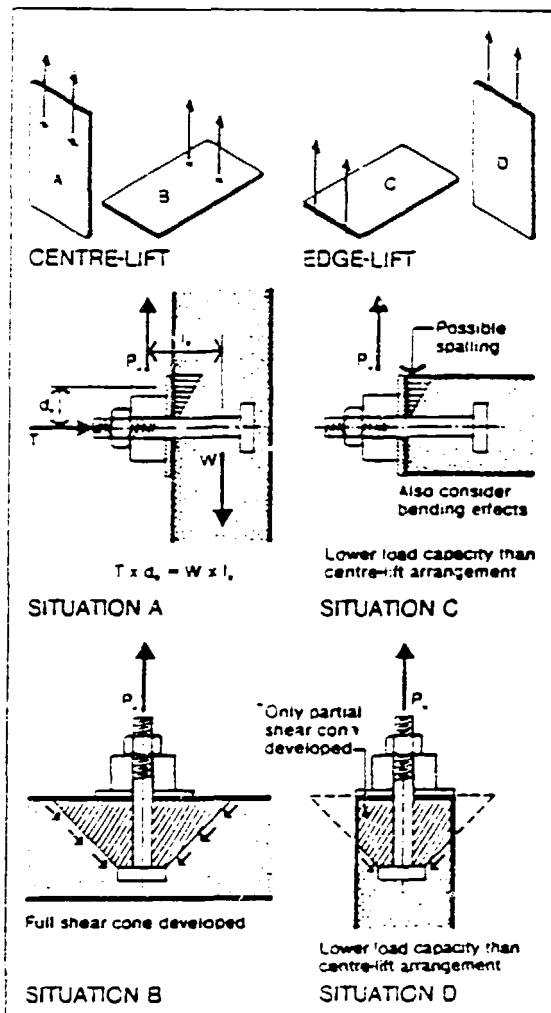 A
B
C
D
CENTRE-LIFT
EDGE-LIFT
Possible
spalling
T
W
Also consider
bending effects
Lower load capacity than
centre-lift arrangement
SITUATION A
SITUATION C
Only partial
shear cone
developed
Full shear cone developed
Lower load capacity than
centre-lift arrangement
SITUATION B
SITUATION D